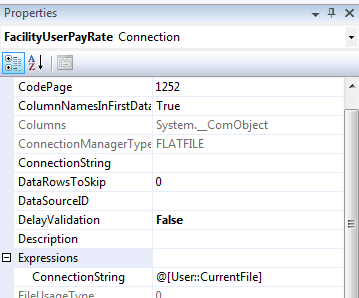 Properties
FacilityUserPayRate Connection
CodePage 1252
ColumnNamesInFirstData True
Columns System.__ComObject
ConnectionManagerType FLATFILE
ConnectionString
DataRowsToSkip 0
DataSourceID
DelayValidation False
Description
Expressions
ConnectionString @[User::CurrentFile]
FileUsageType 0